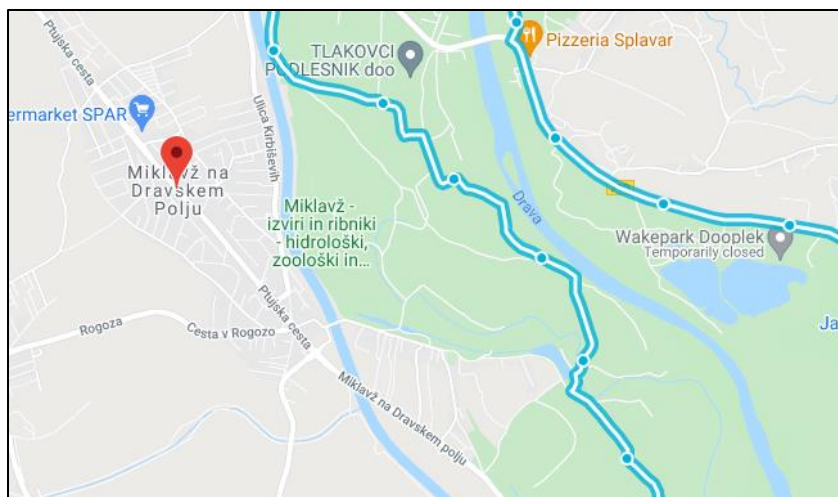 Ptujska cesta
TLAKOVCI
PODLESNIK doo
Pizzeria Splavar
ermarket SPAR
Ulica Kirbiševih
Miklavž na
Dravskem
Polju
Miklavž -
izviri in ribniki
- hidrološki,
zoološki in...
Drava
Wakepark Dooplek
Temporarily closed
Ja
Ptujska cesta
Rogoza
Cesta v Rogozo
Miklavž na Dravskem polju